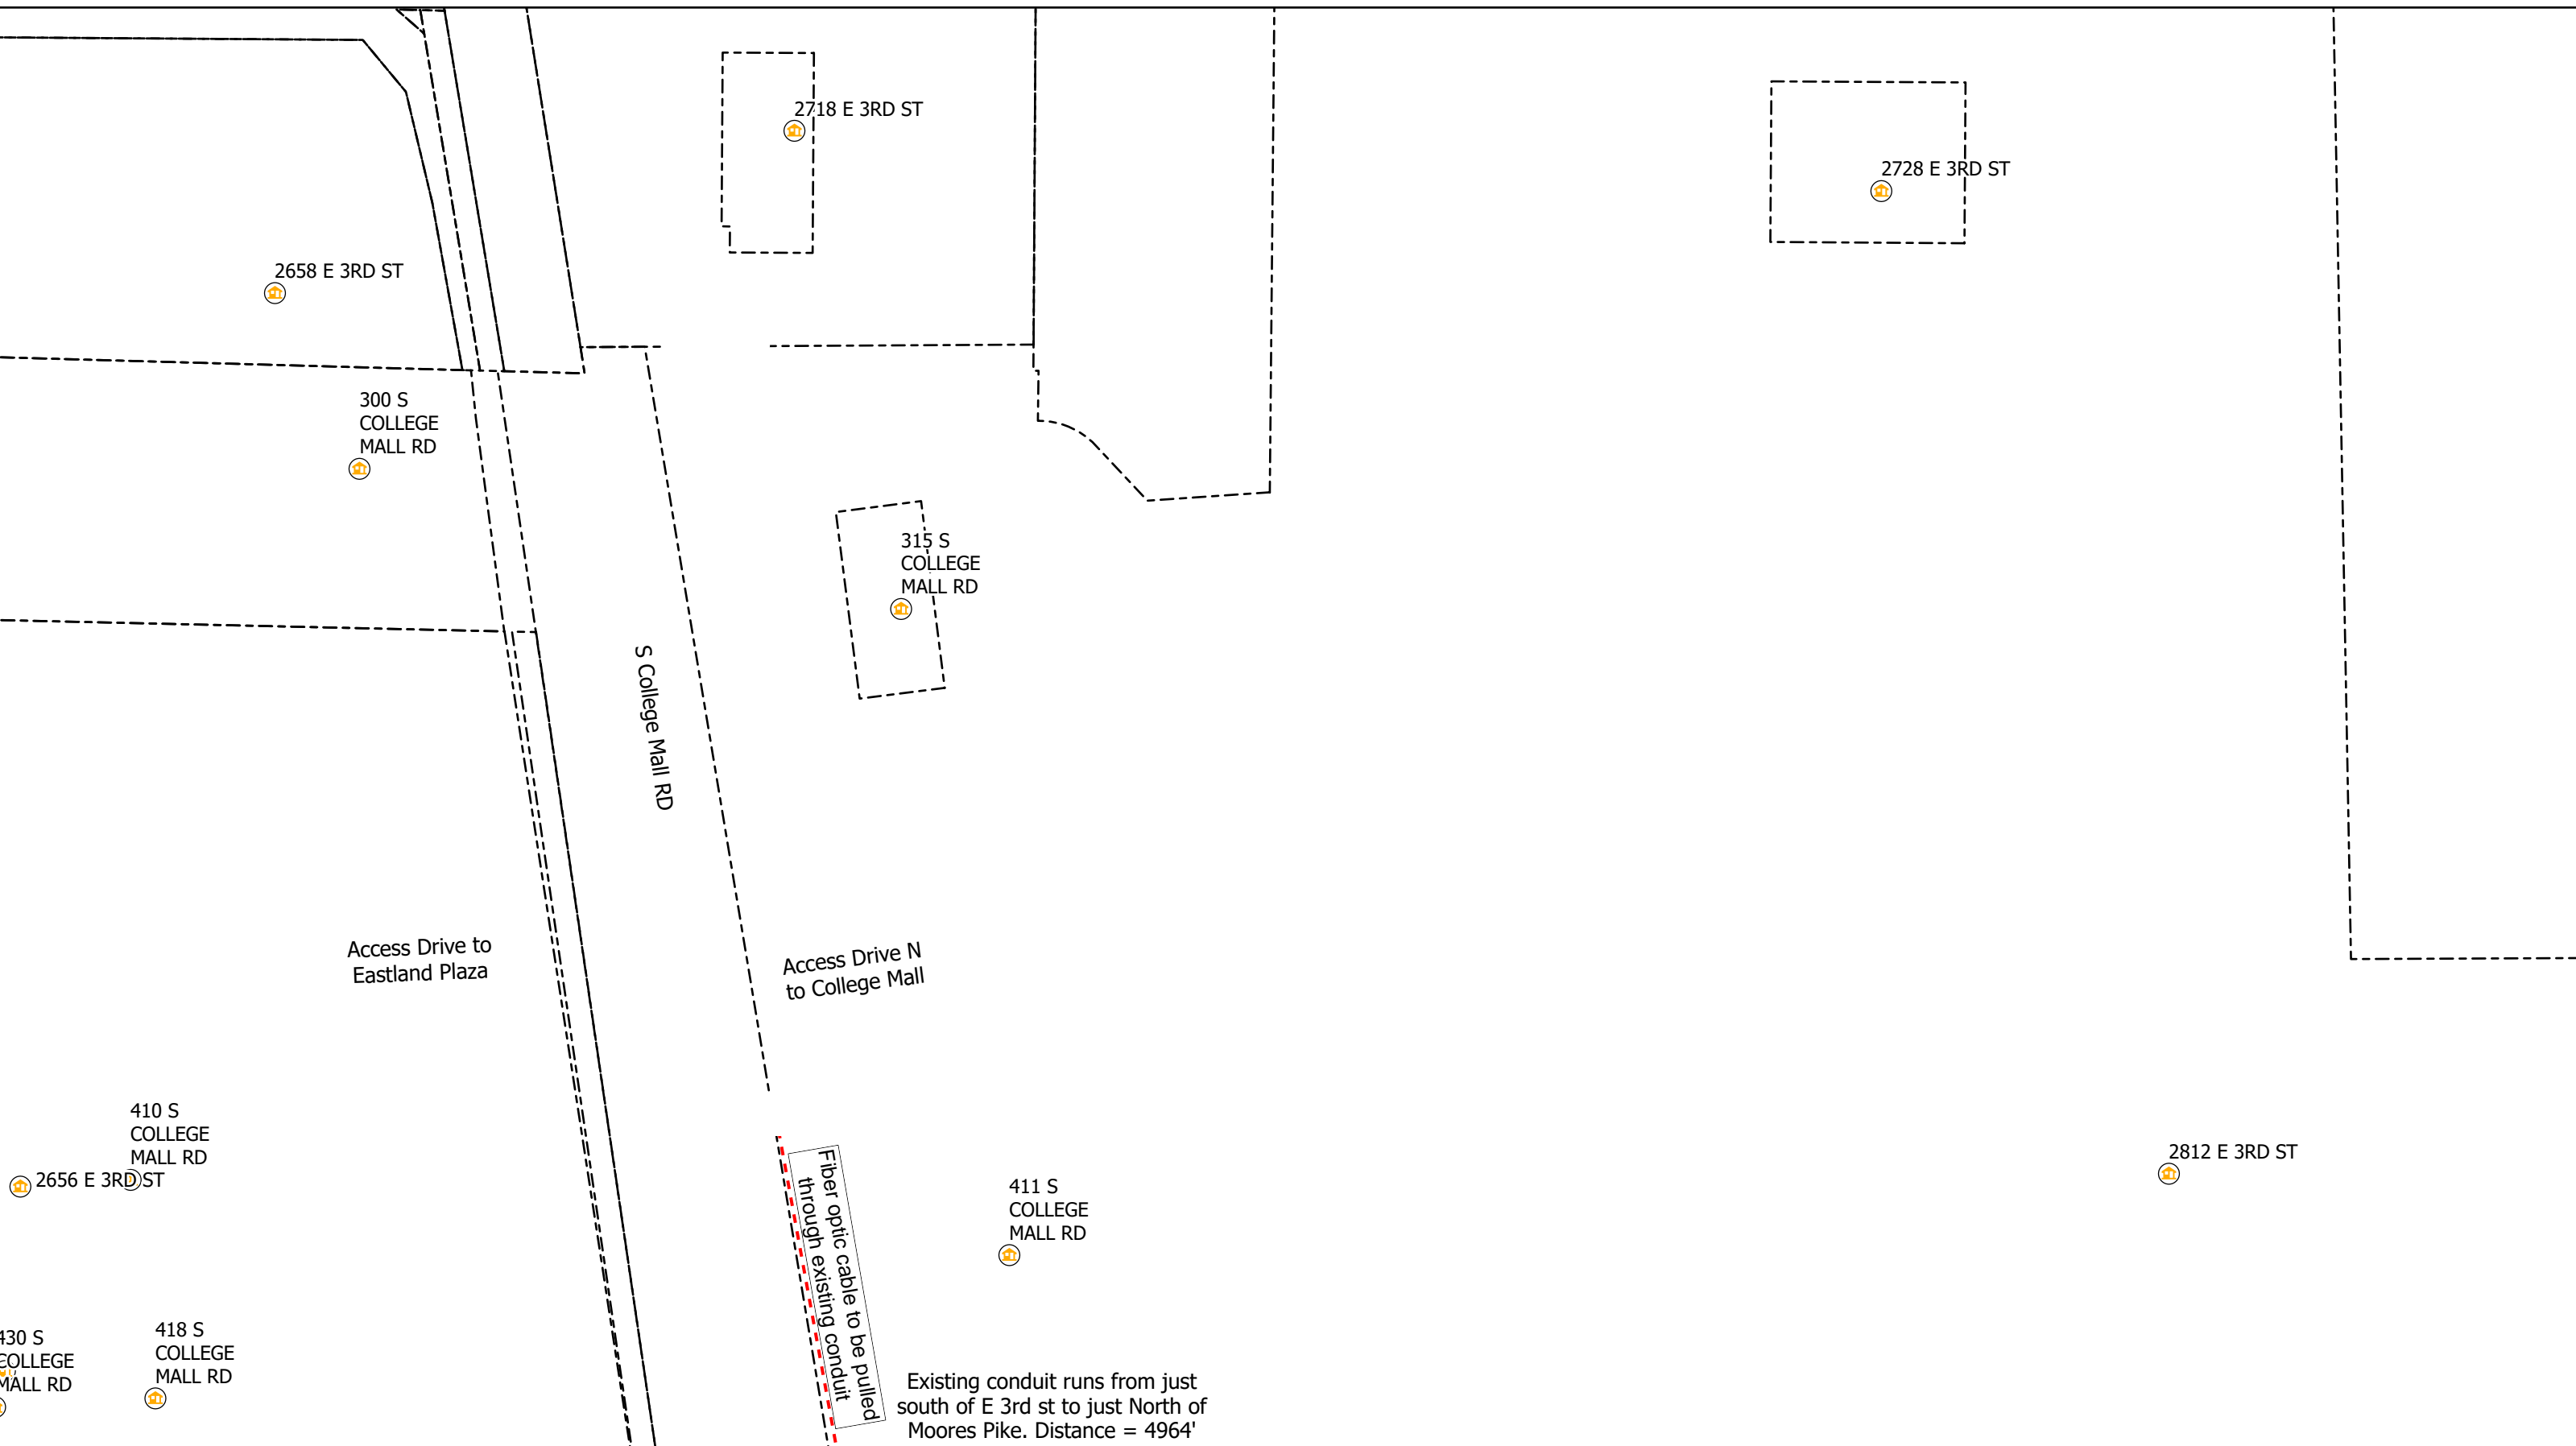 2718 E 3RD ST
2728 E 3RD ST
2658 E 3RD ST
300 S
COLLEGE
MALL RD
315 S
COLLEGE
MALL RD
S College Mall RD
Access Drive to
Eastland Plaza
Access Drive N
to College Mall
410 S
COLLEGE
MALL RD
2656 E 3RD ST
2812 E 3RD ST
411 S
COLLEGE
MALL RD
Fiber optic cable to be pulled
through existing conduit
430 S
COLLEGE
MALL RD
418 S
COLLEGE
MALL RD
Existing conduit runs from just
south of E 3rd st to just North of
Moores Pike. Distance = 4964'